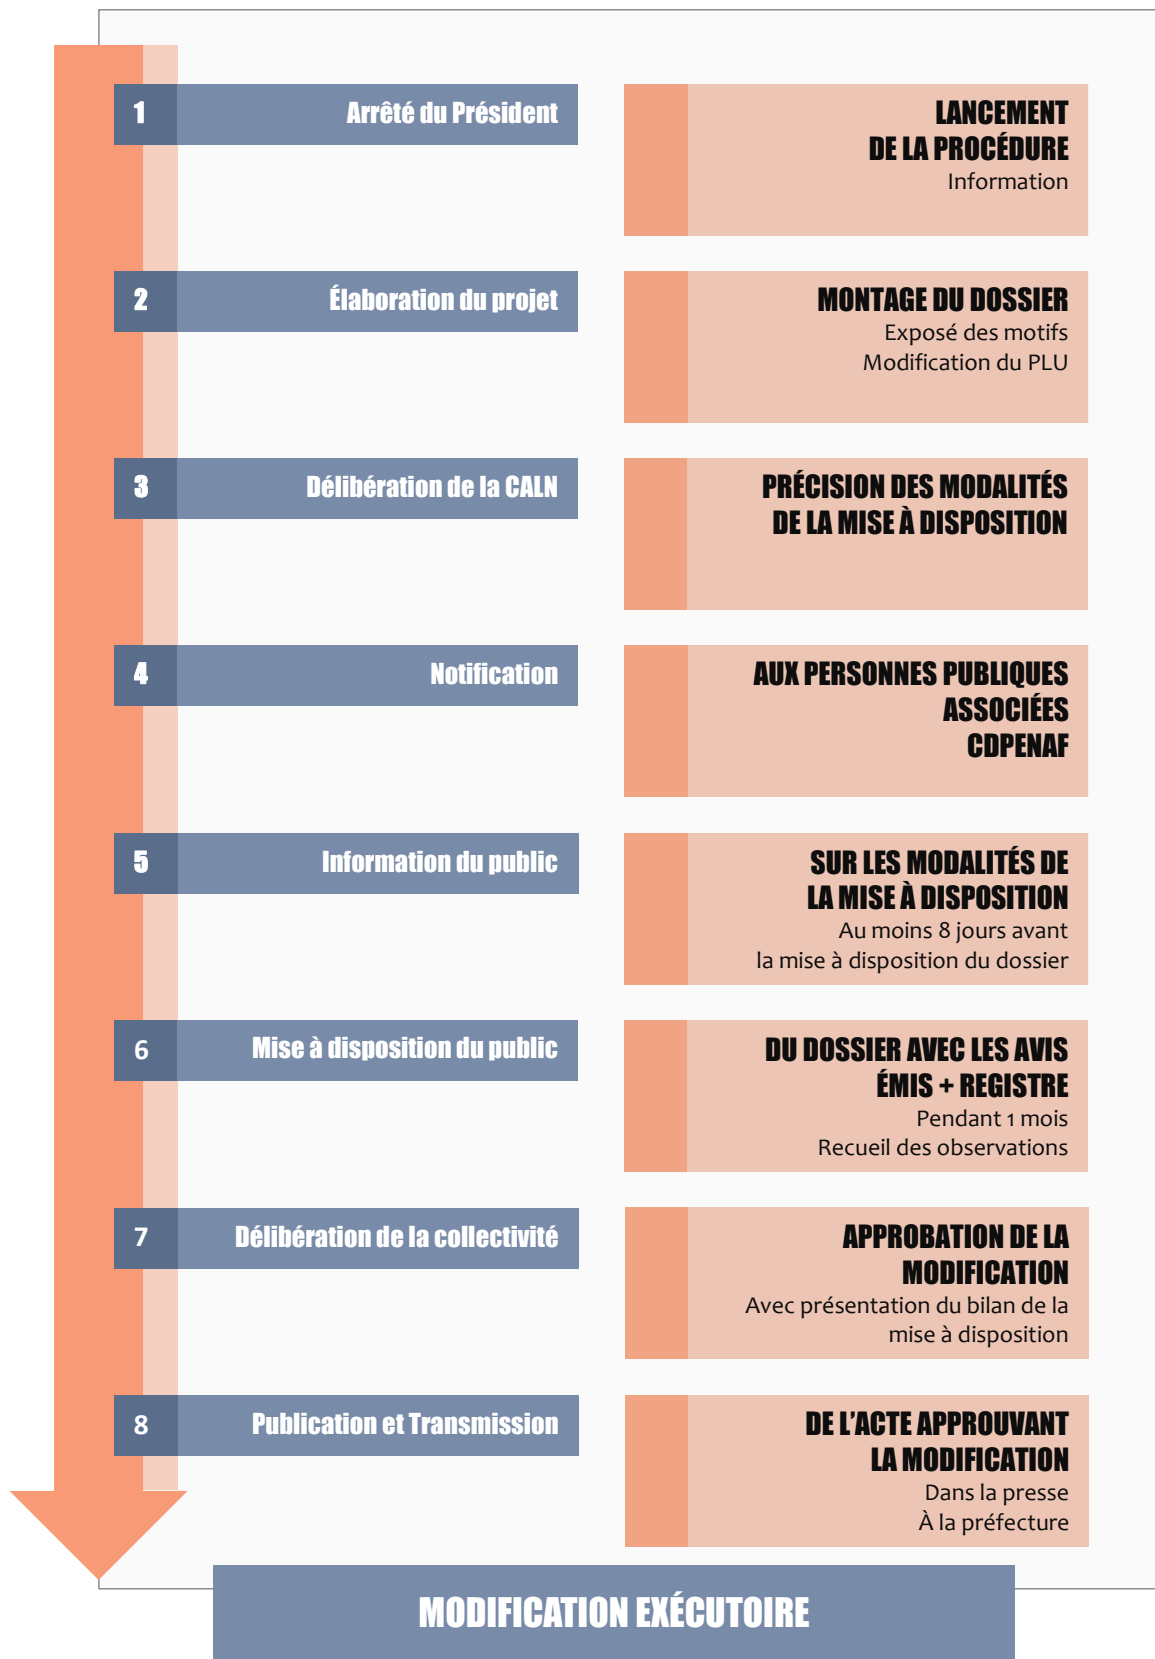 1
Arrêté du Président
LANCEMENT
DE LA PROCÉDURE
Information
2
Élaboration du projet
MONTAGE DU DOSSIER
Exposé des motifs
Modification du PLU
3
Délibération de la CALN
PRÉCISION DES MODALITÉS
DE LA MISE À DISPOSITION
4
Notification
AUX PERSONNES PUBLIQUES
ASSOCIÉES
CDPENAF
5
Information du public
SUR LES MODALITÉS DE
LA MISE À DISPOSITION
Au moins 8 jours avant
la mise à disposition du dossier
6
Mise à disposition du public
DU DOSSIER AVEC LES AVIS
ÉMIS + REGISTRE
Pendant 1 mois
Recueil des observations
7
Délibération de la collectivité
APPROBATION DE LA
MODIFICATION
Avec présentation du bilan de la
mise à disposition
8
Publication et Transmission
DE L'ACTE APPROUVANT
LA MODIFICATION
Dans la presse
À la préfecture
MODIFICATION EXÉCUTOIRE